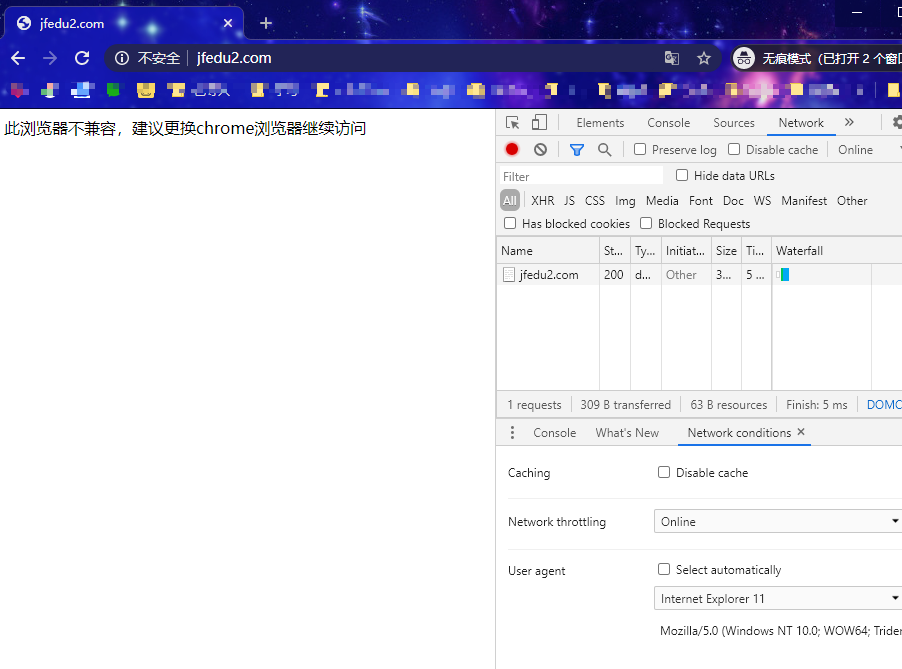 jfedu2.com
不安全 jfedu2.com 无痕模式 (已打开 2 个窗口
此浏览器不兼容，建议更换chrome浏览器继续访问
Elements Console Sources Network
Preserve log Disable cache Online
Filter Hide data URLs
All XHR JS CSS Img Media Font Doc WS Manifest Other
Has blocked cookies Blocked Requests
Name St... Ty... Initiat... Size Ti... Waterfall
jfedu2.com 200 d... Other 3... 5 ...
1 requests 309 B transferred 63 B resources Finish: 5 ms DOMC
Console What's New Network conditions
Caching Disable cache
Network throttling Online
User agent Select automatically
Internet Explorer 11
Mozilla/5.0 (Windows NT 10.0; WOW64; Triden